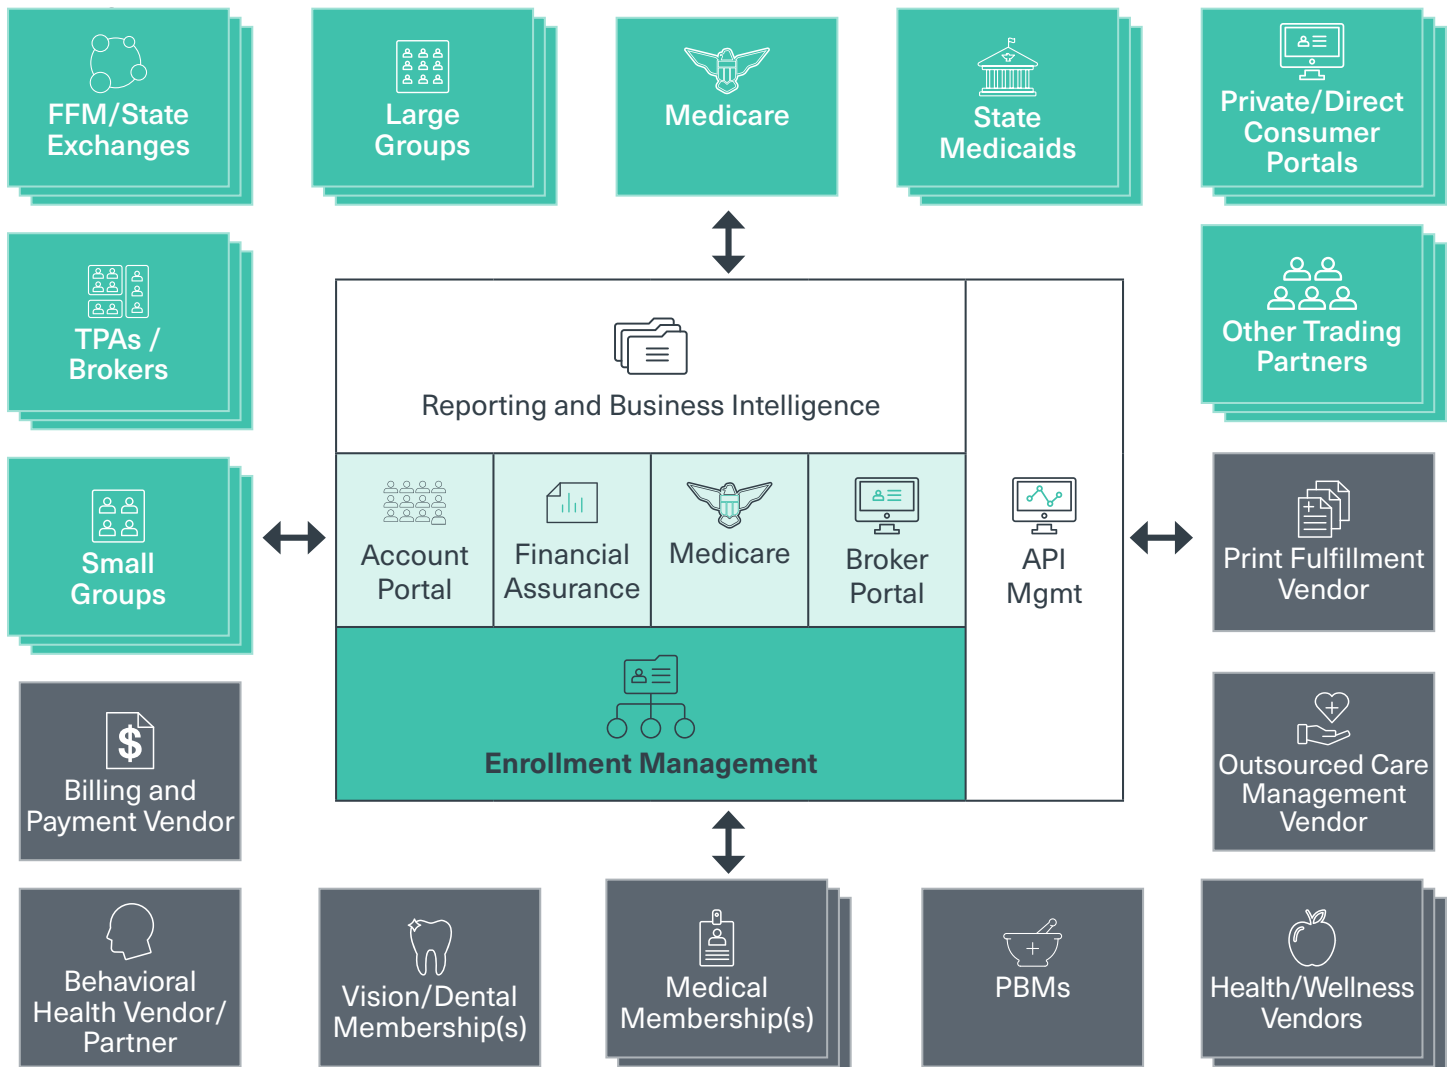 FFM/State
Exchanges
Large
Groups
Medicare
State
Medicaids
Private/Direct
Consumer
Portals
TPAs /
Brokers
Other Trading
Partners
Reporting and Business Intelligence
Small
Groups
Account
Portal
Financial
Assurance
Medicare
Broker
Portal
API
Mgmt
Print Fulfillment
Vendor
Enrollment Management
$
Billing and
Payment Vendor
Outsourced Care
Management
Vendor
Behavioral
Health Vendor/
Partner
Vision/Dental
Membership(s)
Medical
Membership(s)
PBMs
Health/Wellness
Vendors